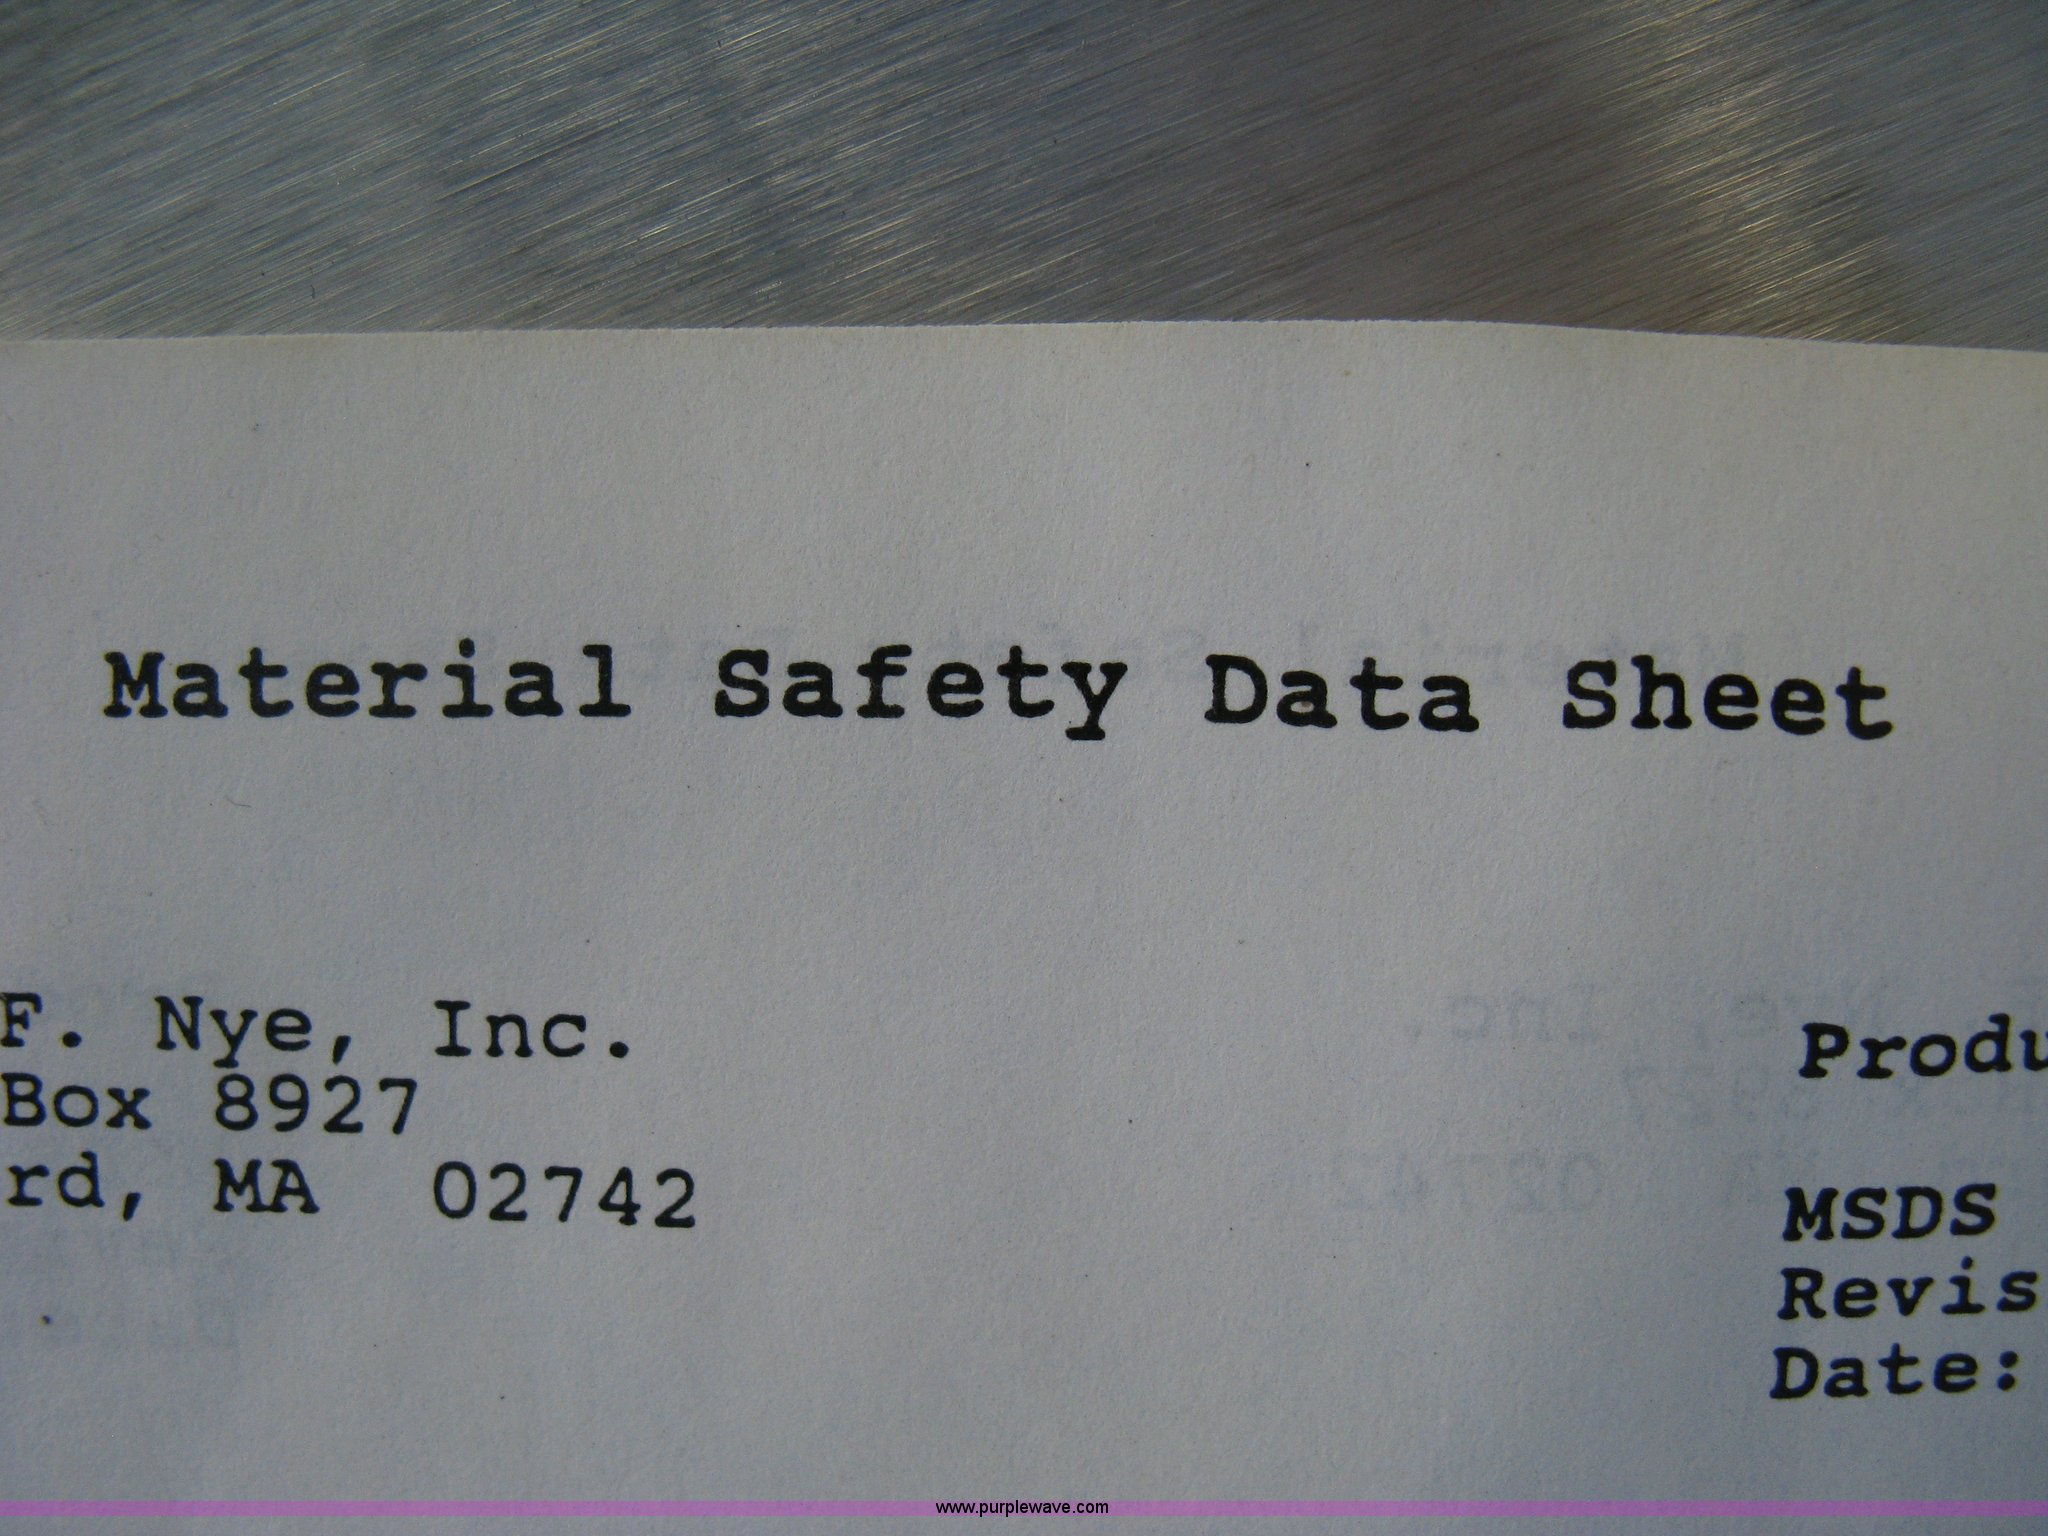 Material Safety Data Sheet
F. Nye, Inc.
Box 8927
rd, MA 02742
Produ
MSDS
Revis
Date:
www.purplewave.com